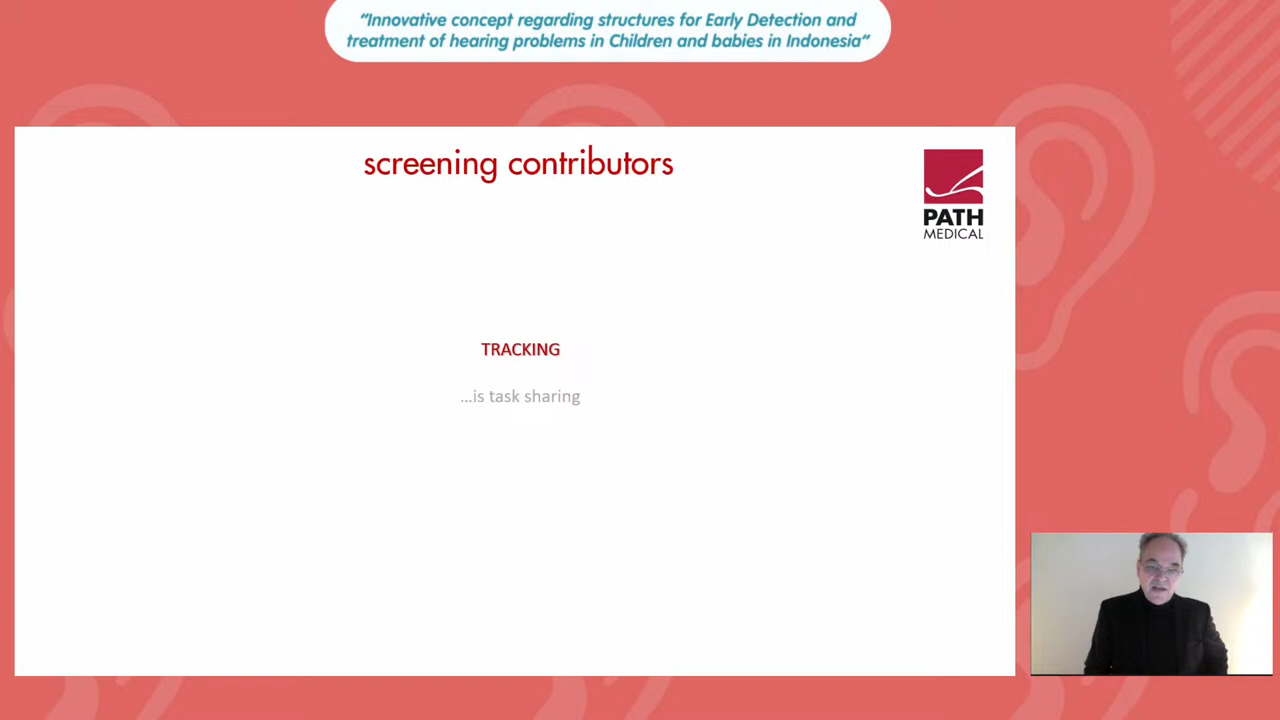 “Innovative concept regarding structures for Early Detection and
treatment of hearing problems in Children and babies in Indonesia“
screening contributors
PATH
MEDICAL
TRACKING
...is task sharing